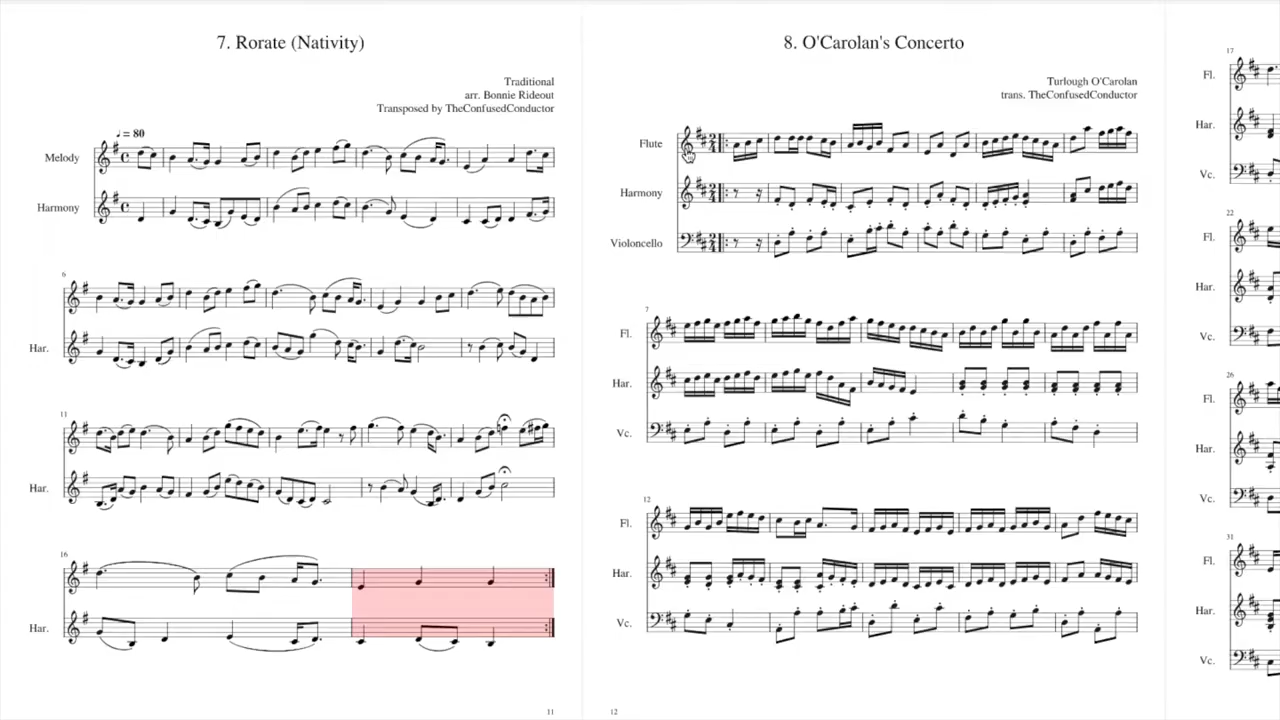 7. Rorate (Nativity)
Traditional
arr. Bonnie Rideout
Transposed by TheConfusedConductor
♩ = 80
Melody
Harmony
6
Har.
11
Har.
16
Har.
11
8. O'Carolan's Concerto
Turlough O'Carolan
trans. TheConfusedConductor
Flute
Harmony
Violoncello
7
Fl.
Har.
Vc.
12
Fl.
Har.
Vc.
12
17
Fl.
Har.
Vc.
22
Fl.
Har.
Vc.
26
Fl.
Har.
Vc.
31
Fl.
Har.
Vc.